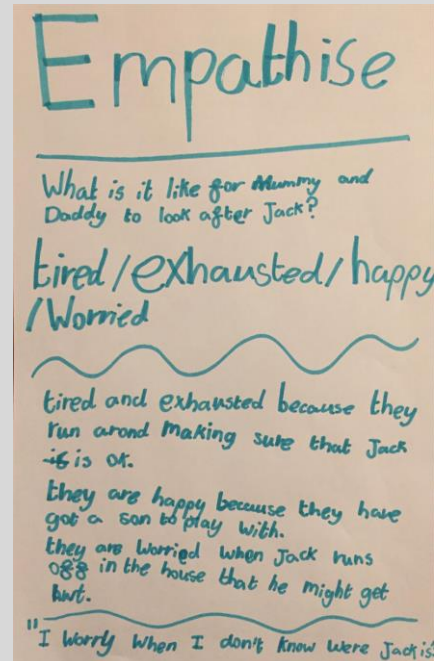 Empathise
What is it like for Mummy and
Daddy to look after Jack?
tired/exhausted/happy
/Worried
tired and exhausted because they
run arond making sure that Jack
is is ok.
they are happy because they have
got a son to play with.
they are worried when Jack runs
off in the house that he might get
hurt.
"I worry when I don't know were Jack is"